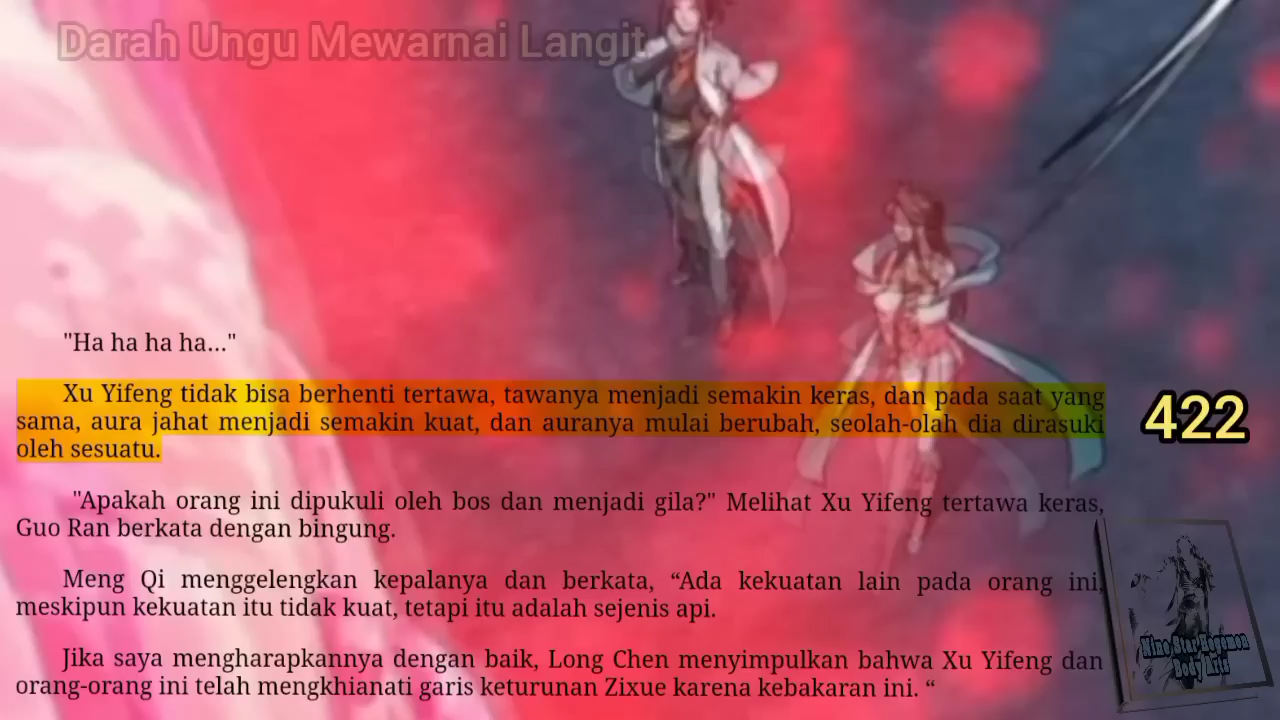 Darah Ungu Mewarnai Langit
"Ha ha ha ha..."
Xu Yifeng tidak bisa berhenti tertawa, tawanya menjadi semakin keras, dan pada saat yang
sama, aura jahat menjadi semakin kuat, dan auranya mulai berubah, seolah-olah dia dirasuki
oleh sesuatu.
422
"Apakah orang ini dipukuli oleh bos dan menjadi gila?" Melihat Xu Yifeng tertawa keras,
Guo Ran berkata dengan bingung.
Meng Qi menggelengkan kepalanya dan berkata, “Ada kekuatan lain pada orang ini,
meskipun kekuatan itu tidak kuat, tetapi itu adalah sejenis api.
Jika saya mengharapkannya dengan baik, Long Chen menyimpulkan bahwa Xu Yifeng dan
orang-orang ini telah mengkhianati garis keturunan Zixue karena kebakaran ini. “
Nine Star Hegemon
Body Arts